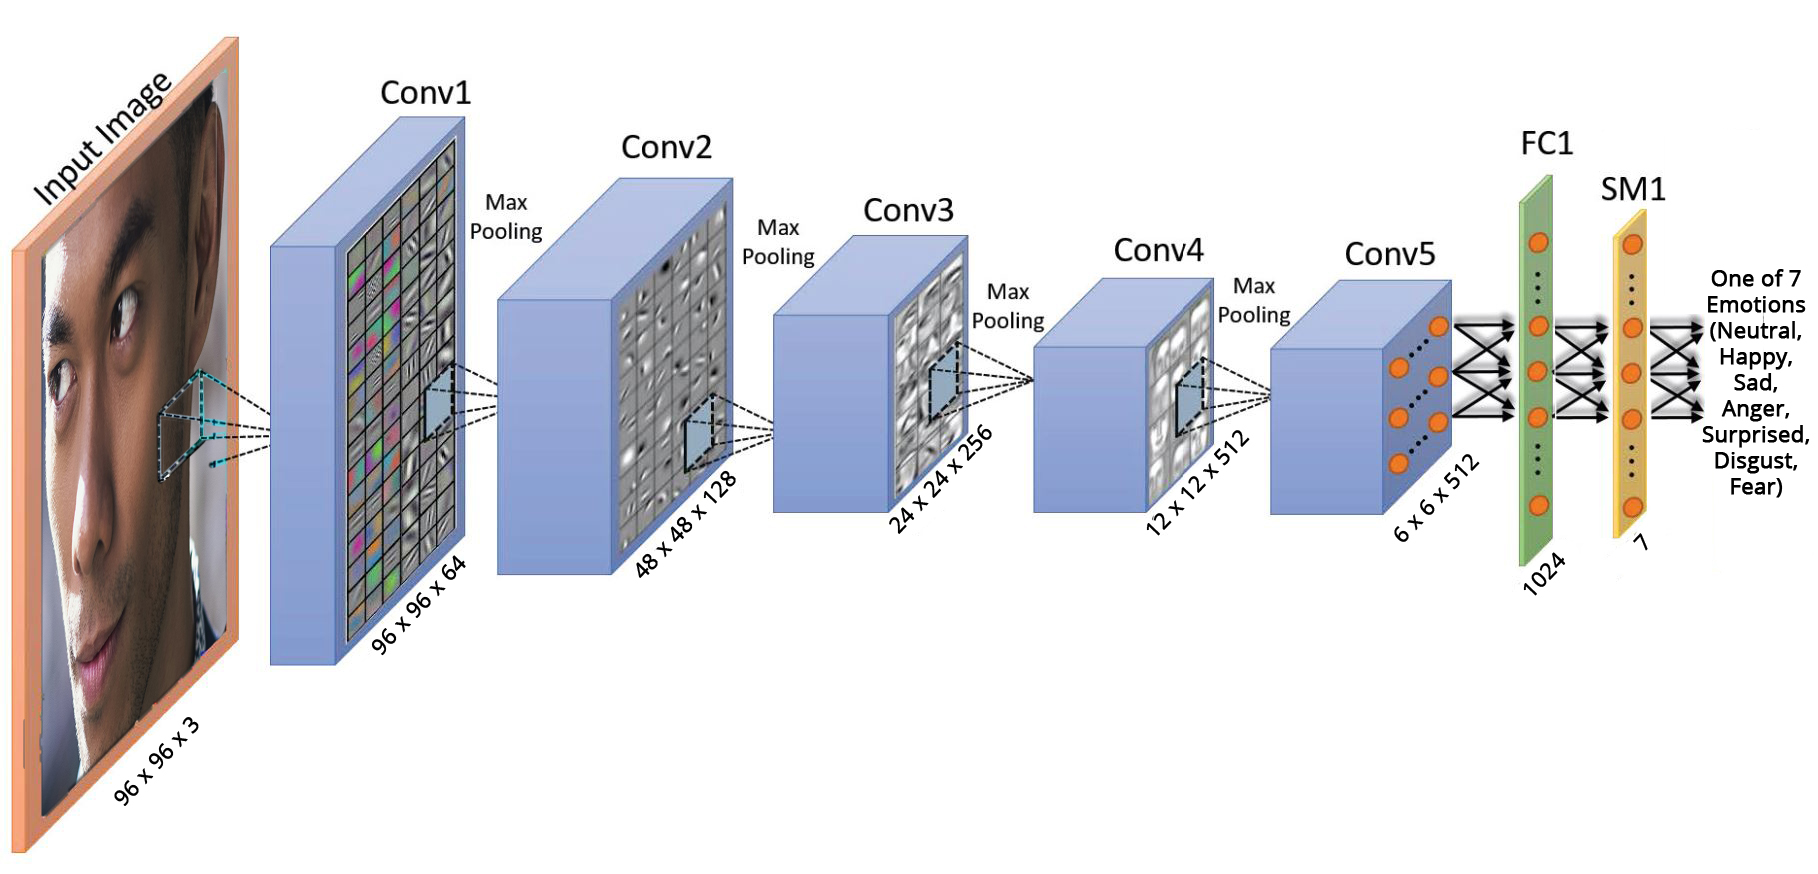 Input Image
96 x 96 x 3
Conv1
96 x 96 x 64
Max
Pooling
Conv2
48 x 48 x 128
Max
Pooling
Conv3
24 x 24 x 256
Max
Pooling
Conv4
12 x 12 x 512
Max
Pooling
Conv5
6 x 6 x 512
FC1
1024
SM1
7
One of 7
Emotions
(Neutral,
Happy,
Sad,
Anger,
Surprised,
Disgust,
Fear)